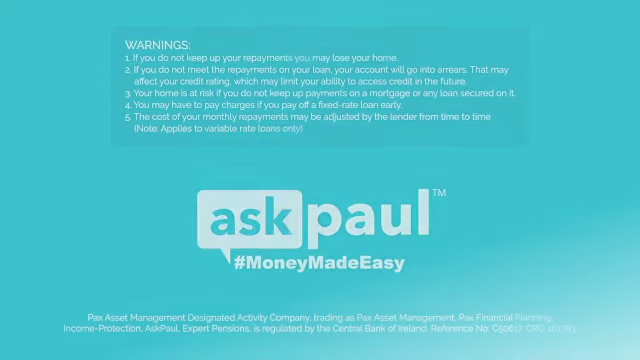 WARNINGS:
1. If you do not keep up your repayments you may lose your home.
2. If you do not meet the repayments on your loan, your account will go into arrears. That may
affect your credit rating, which may limit your ability to access credit in the future.
3. Your home is at risk if you do not keep up payments on a mortgage or any loan secured on it.
4. You may have to pay charges if you pay off a fixed-rate loan early.
5. The cost of your monthly repayments may be adjusted by the lender from time to time
(Note: Applies to variable rate loans only)
askpaul™
#MoneyMadeEasy
Pax Asset Management Designated Activity Company, trading as Pax Asset Management, Pax Financial Planning,
Income-Protection, AskPaul, Expert Pensions, is regulated by the Central Bank of Ireland, Reference No. CRO